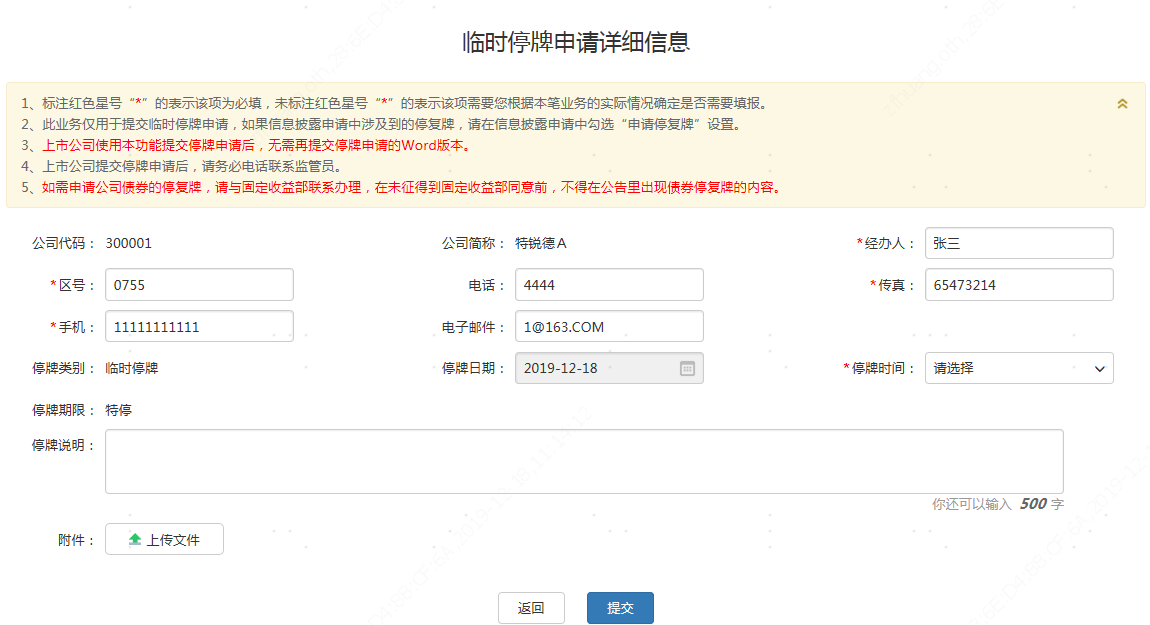 临时停牌申请详细信息
1、标注红色星号“*”的表示该项为必填，未标注红色星号“*”的表示该项需要您根据本笔业务的实际情况确定是否需要填报。
2、此业务仅用于提交临时停牌申请，如果信息披露申请中涉及到的停复牌，请在信息披露申请中勾选“申请停复牌”设置。
3、上市公司使用本功能提交停牌申请后，无需再提交停牌申请的Word版本。
4、上市公司提交停牌申请后，请务必电话联系监管员。
5、如需申请公司债券的停复牌，请与固定收益部联系办理，在未征得到固定收益部同意前，不得在公告里出现债券停复牌的内容。
公司代码： 300001 公司简称： 特锐德A *经办人： 张三
*区号： 0755 电话： 4444 *传真： 65473214
*手机： 11111111111 电子邮件： 1@163.COM
停牌类别： 临时停牌 停牌日期： 2019-12-18 *停牌时间： 请选择
停牌期限： 特停
停牌说明：
你还可以输入 500 字
附件： 上传文件
返回 提交